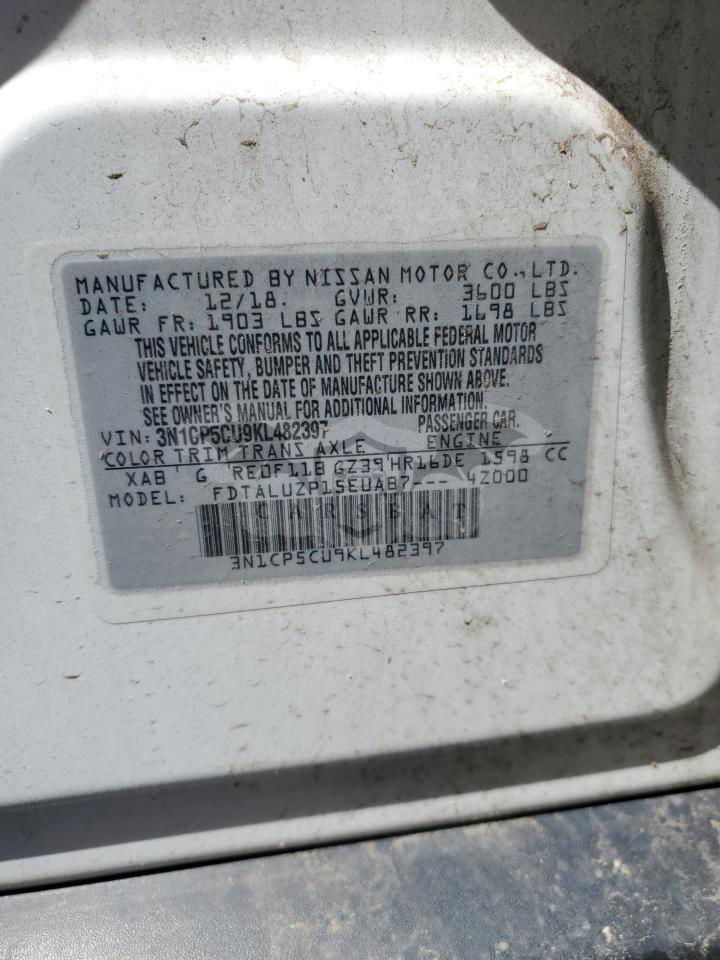 MANUFACTURED BY NISSAN MOTOR CO., LTD.
DATE: 12/18. GVWR: 3600 LBS
GAWR FR: 1903 LBS GAWR RR: 1698 LBS
THIS VEHICLE CONFORMS TO ALL APPLICABLE FEDERAL MOTOR
VEHICLE SAFETY, BUMPER AND THEFT PREVENTION STANDARDS
IN EFFECT ON THE DATE OF MANUFACTURE SHOWN ABOVE.
SEE OWNER'S MANUAL FOR ADDITIONAL INFORMATION.
VIN: 3N1CP5CU9KL482397 PASSENGER CAR.
COLOR TRIM TRANS AXLE ENGINE
XAB G RE0F11B GZ39 HR16DE 1598 CC
MODEL: FDTALUZP15EUAB7--- 4Z000
CARSBAT
3N1CP5CU9KL482397